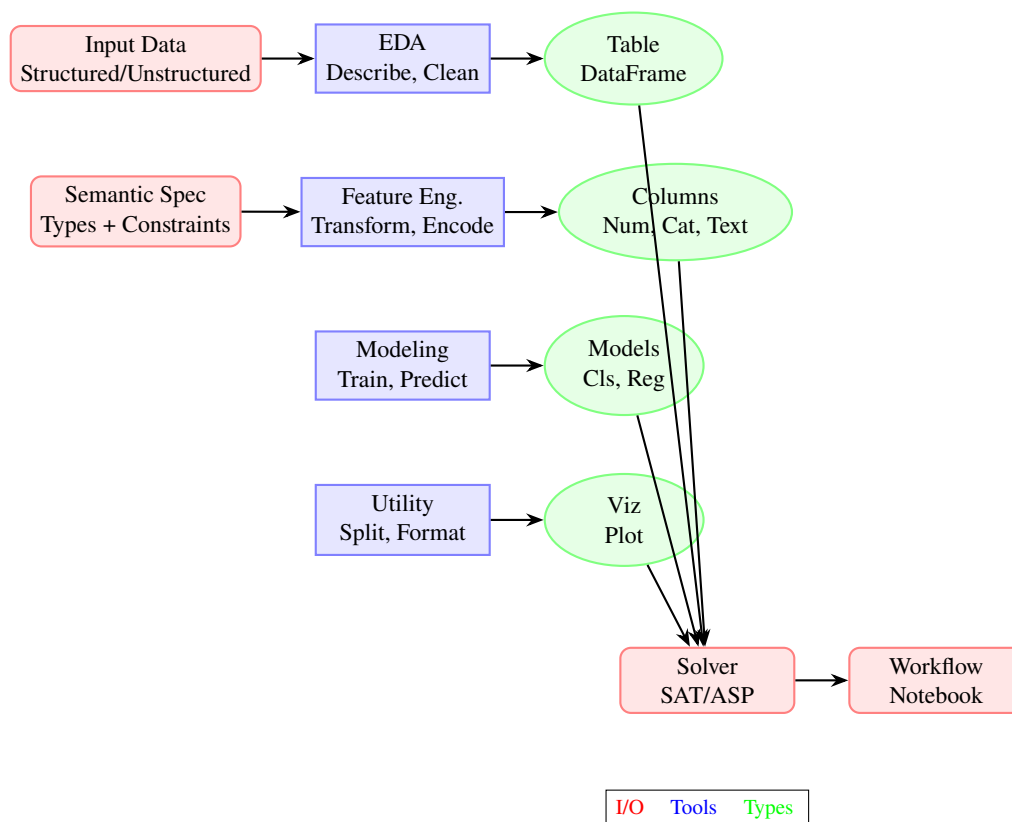 Input Data
Structured/Unstructured
EDA
Describe, Clean
Table
DataFrame
Semantic Spec
Types + Constraints
Feature Eng.
Transform, Encode
Columns
Num, Cat, Text
Modeling
Train, Predict
Models
Cls, Reg
Utility
Split, Format
Viz
Plot
Solver
SAT/ASP
Workflow
Notebook
I/O Tools Types